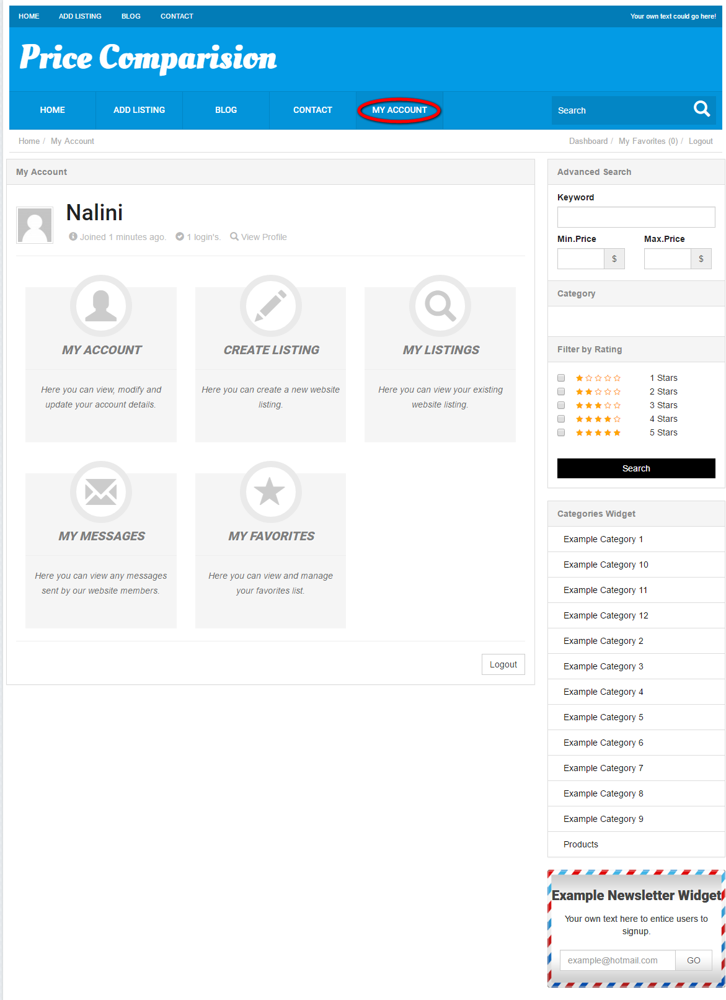 HOME ADD LISTING BLOG CONTACT Your own text could go here!
Price Comparision
HOME ADD LISTING BLOG CONTACT MY ACCOUNT Search
Home / My Account Dashboard / My Favorites (0) / Logout
My Account
Nalini
Joined 1 minutes ago. 1 login's. View Profile
MY ACCOUNT
Here you can view, modify and
update your account details.
CREATE LISTING
Here you can create a new website
listing.
MY LISTINGS
Here you can view your existing
website listing.
MY MESSAGES
Here you can view any messages
sent by our website members.
MY FAVORITES
Here you can view and manage
your favorites list.
Logout
Advanced Search
Keyword
Min.Price Max.Price
$ $
Category
Filter by Rating
1 Stars
2 Stars
3 Stars
4 Stars
5 Stars
Search
Categories Widget
Example Category 1
Example Category 10
Example Category 11
Example Category 12
Example Category 2
Example Category 3
Example Category 4
Example Category 5
Example Category 6
Example Category 7
Example Category 8
Example Category 9
Products
Example Newsletter Widget
Your own text here to entice users to
signup.
example@hotmail.com GO